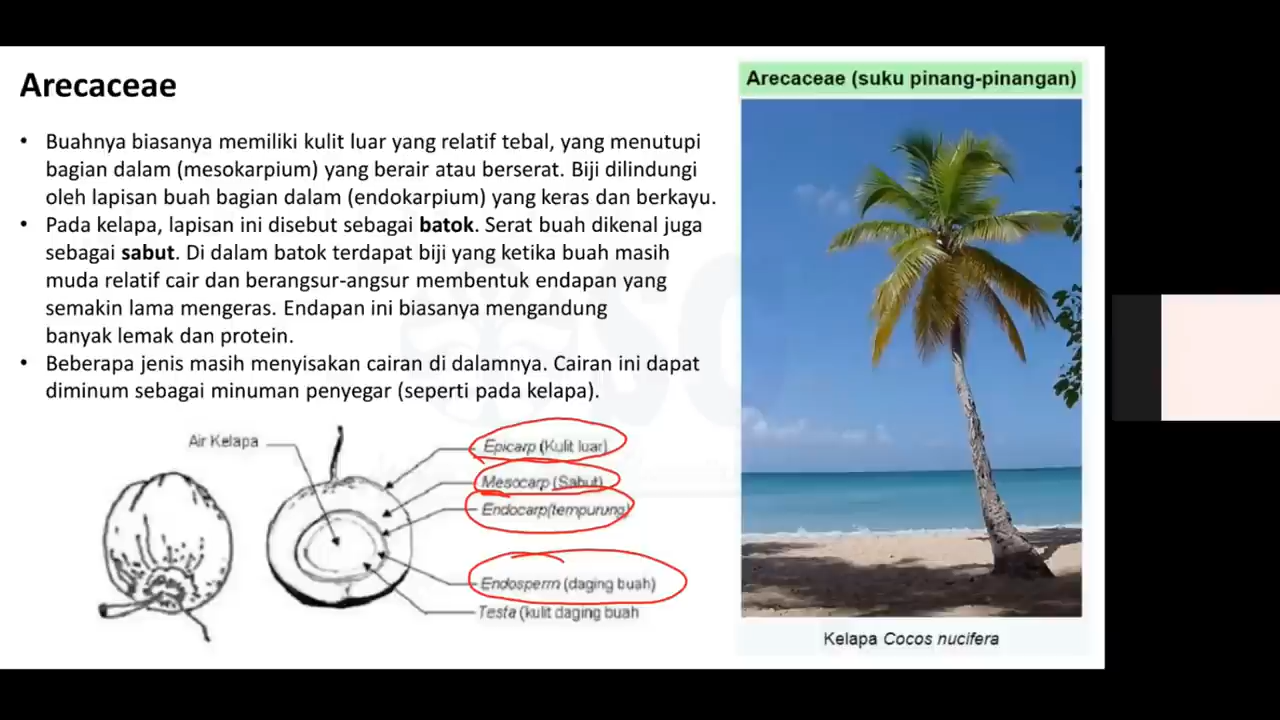 Arecaceae
• Buahnya biasanya memiliki kulit luar yang relatif tebal, yang menutupi
bagian dalam (mesokarpium) yang berair atau berserat. Biji dilindungi
oleh lapisan buah bagian dalam (endokarpium) yang keras dan berkayu.
• Pada kelapa, lapisan ini disebut sebagai batok. Serat buah dikenal juga
sebagai sabut. Di dalam batok terdapat biji yang ketika buah masih
muda relatif cair dan berangsur-angsur membentuk endapan yang
semakin lama mengeras. Endapan ini biasanya mengandung
banyak lemak dan protein.
• Beberapa jenis masih menyisakan cairan di dalamnya. Cairan ini dapat
diminum sebagai minuman penyegar (seperti pada kelapa).
Air Kelapa
Epicarp (Kulit luar)
Mesocarp (Sabut)
Endocarp(tempurung)
Endosperm (daging buah)
Testa (kulit daging buah
Arecaceae (suku pinang-pinangan)
Kelapa Cocos nucifera